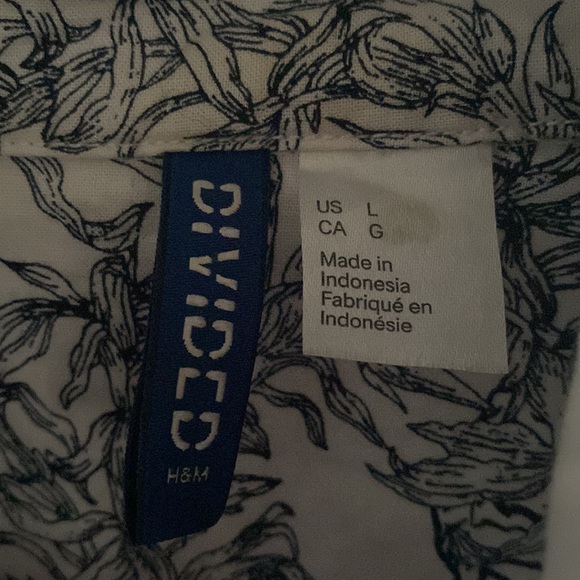 DIVIDED
H&M
US L
CA G
Made in
Indonesia
Fabriqué en
Indonésie